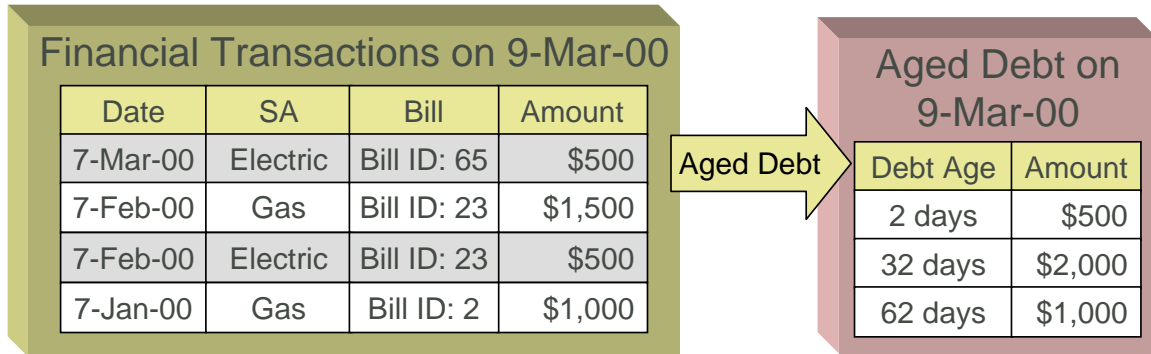 Financial Transactions on 9-Mar-00
Date SA Bill Amount
7-Mar-00 Electric Bill ID: 65 $500
7-Feb-00 Gas Bill ID: 23 $1,500
7-Feb-00 Electric Bill ID: 23 $500
7-Jan-00 Gas Bill ID: 2 $1,000
Aged Debt
Aged Debt on
9-Mar-00
Debt Age Amount
2 days $500
32 days $2,000
62 days $1,000